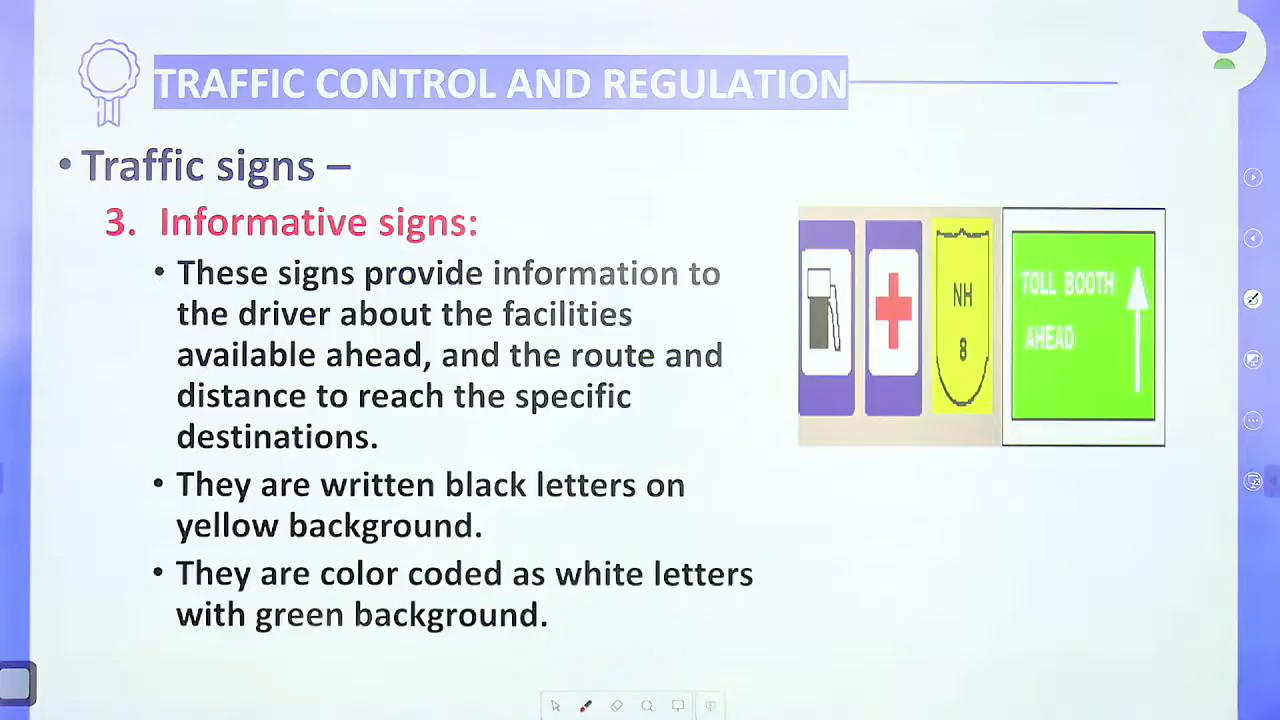 TRAFFIC CONTROL AND REGULATION
• Traffic signs –
3. Informative signs:
• These signs provide information to
the driver about the facilities
available ahead, and the route and
distance to reach the specific
destinations.
• They are written black letters on
yellow background.
• They are color coded as white letters
with green background.
NH
8
TOLL BOOTH
AHEAD